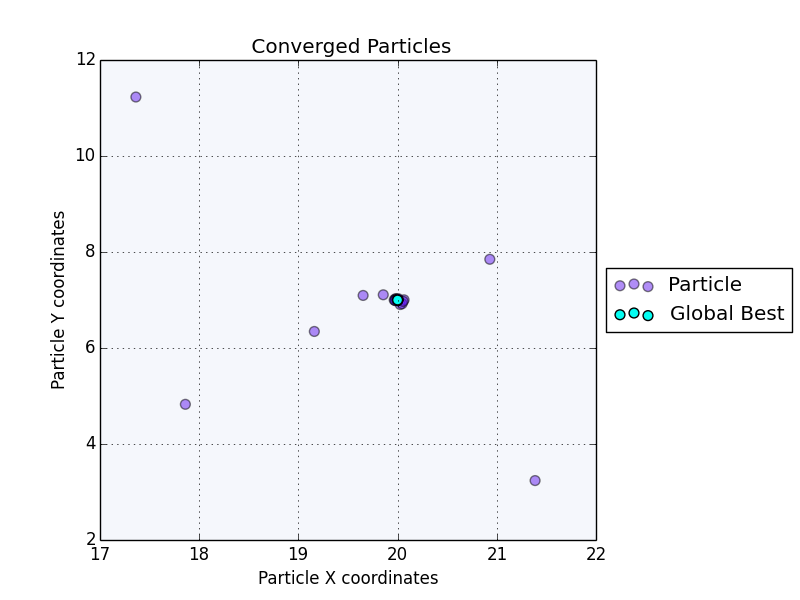 Converged Particles
12
10
8
6
4
2
Particle Y coordinates
17 18 19 20 21 22
Particle X coordinates
Particle
Global Best